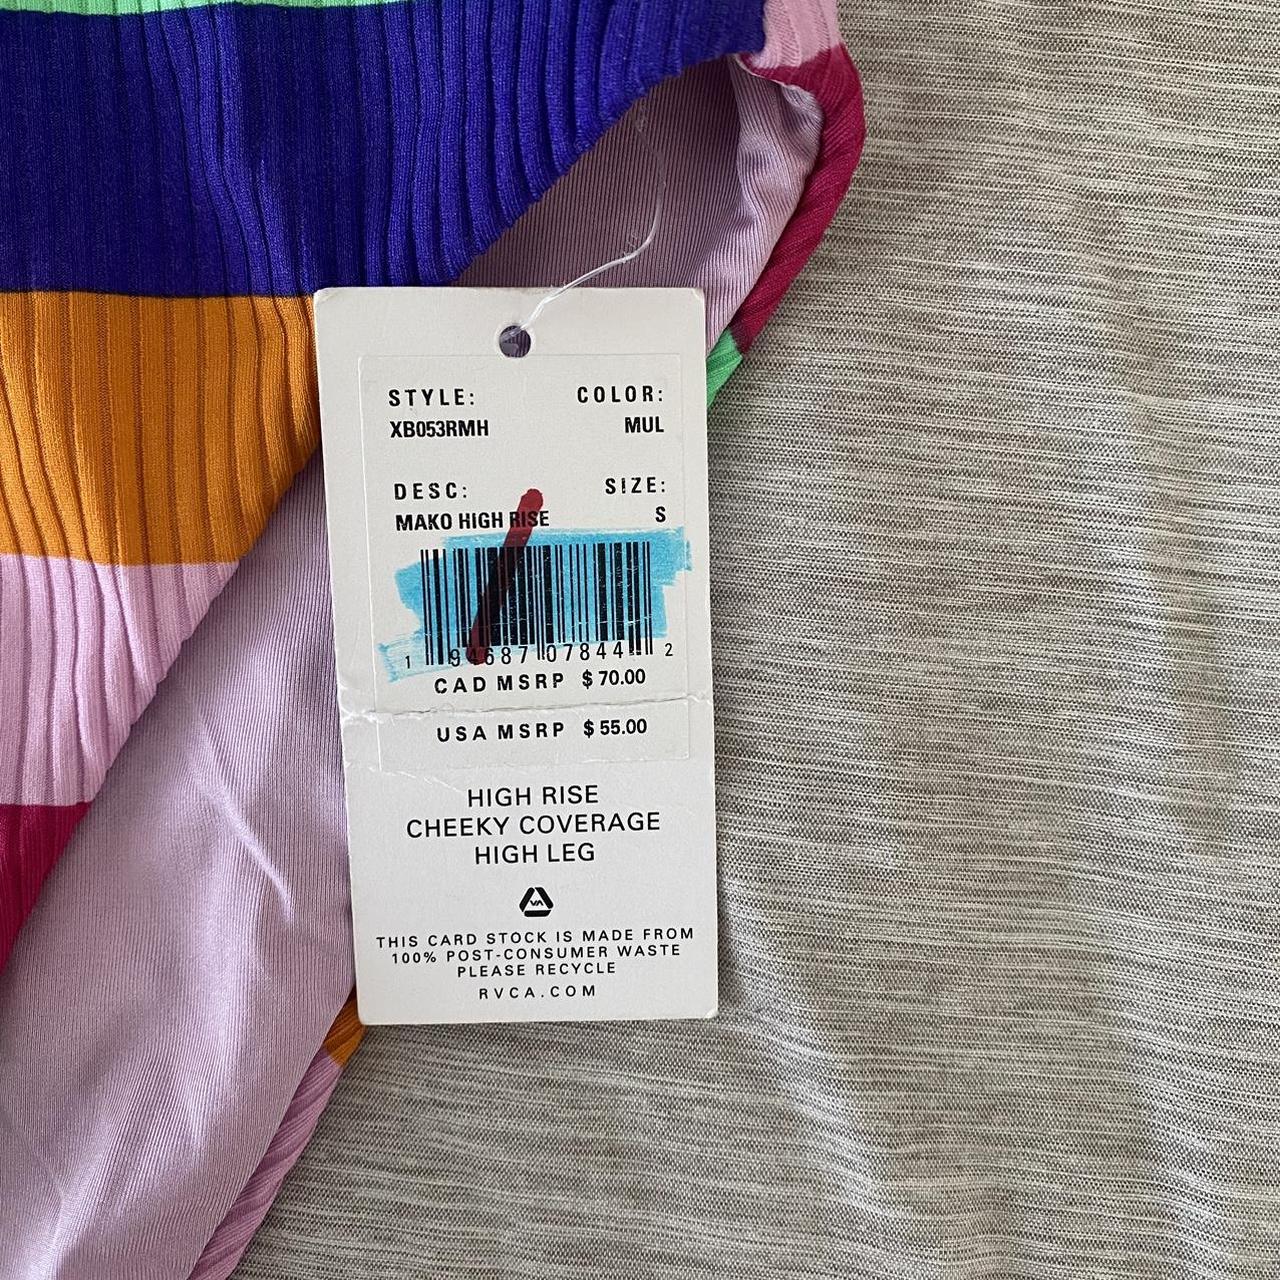 STYLE: COLOR:
XB053RMH MUL
DESC: SIZE:
MAKO HIGH RISE S
1 94687 07844 2
CAD MSRP $ 70.00
USA MSRP $ 55.00
HIGH RISE
CHEEKY COVERAGE
HIGH LEG
VA
THIS CARD STOCK IS MADE FROM
100% POST-CONSUMER WASTE
PLEASE RECYCLE
RVCA.COM